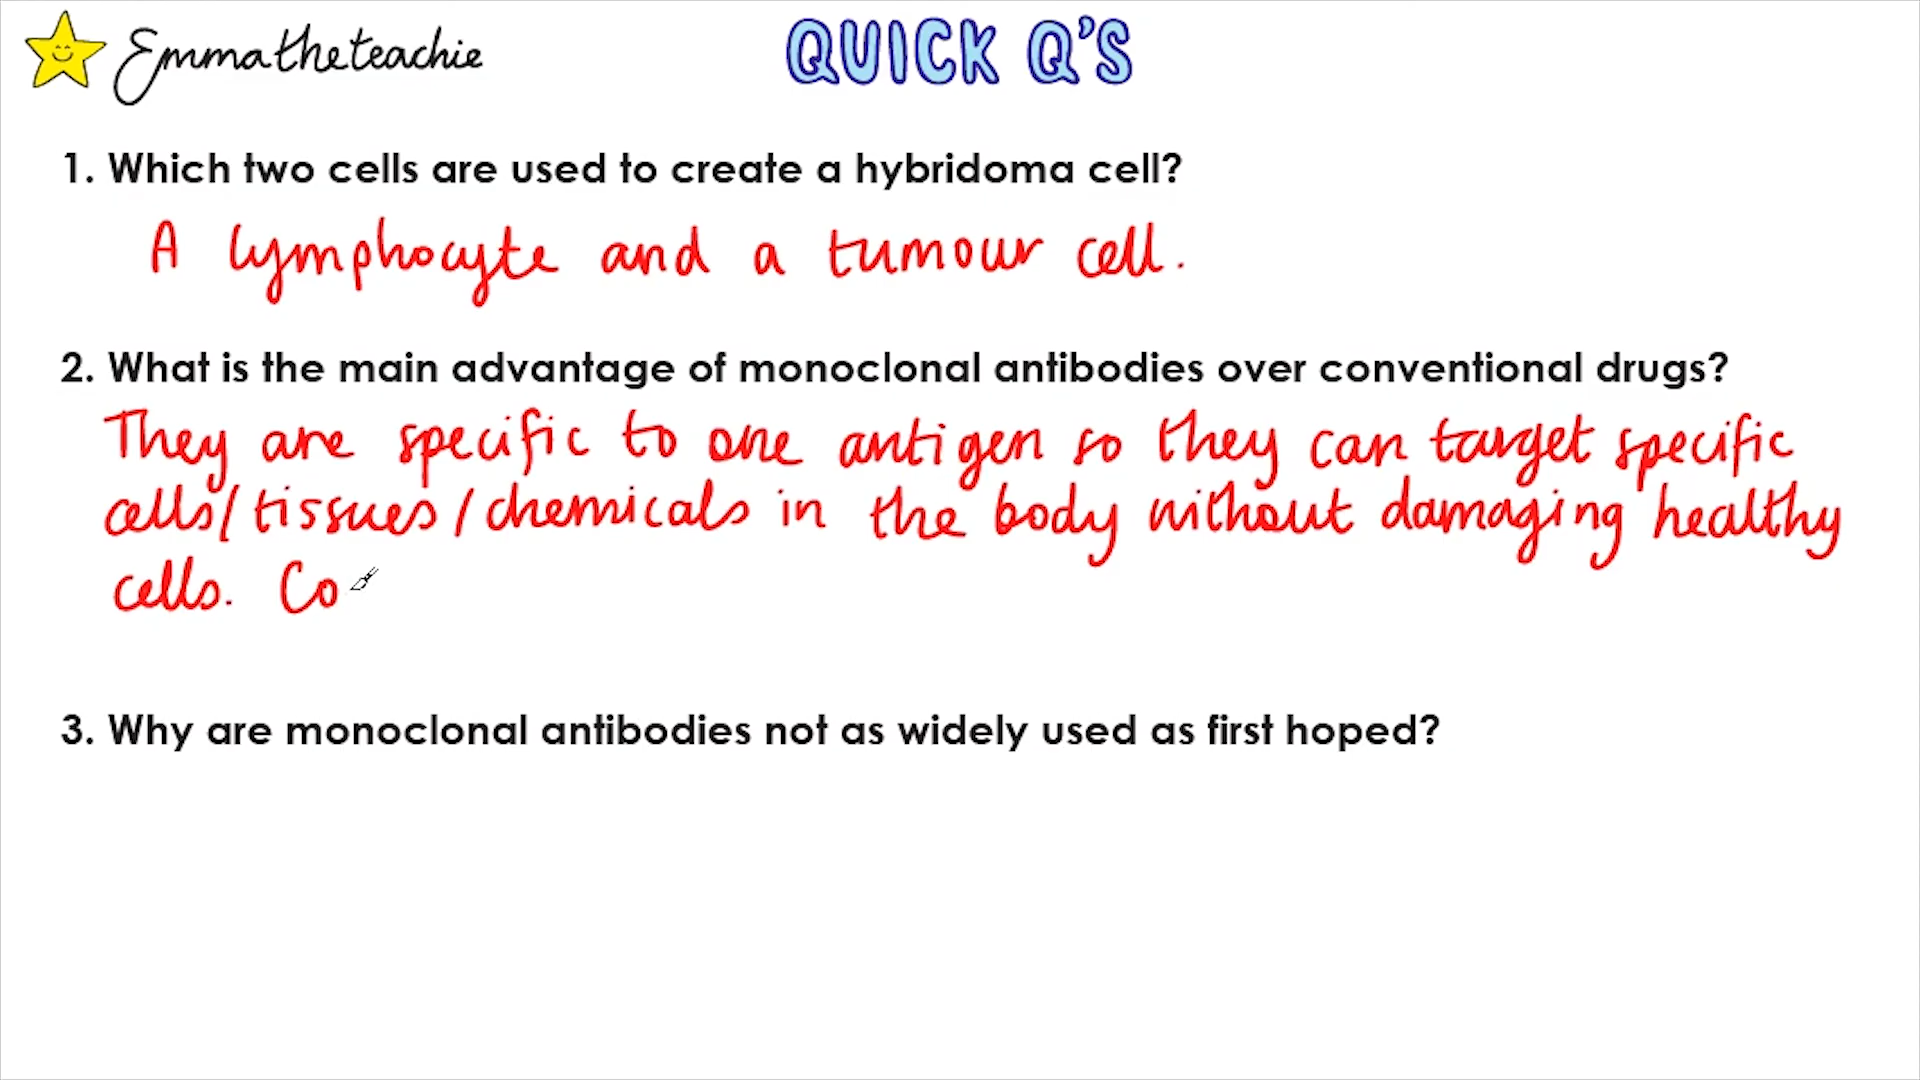 Emmatheteachie
QUICK Q'S
1. Which two cells are used to create a hybridoma cell?
A lymphocyte and a tumour cell.
2. What is the main advantage of monoclonal antibodies over conventional drugs?
They are specific to one antigen so they can target specific
cells/tissues/chemicals in the body without damaging healthy
cells. Co
3. Why are monoclonal antibodies not as widely used as first hoped?